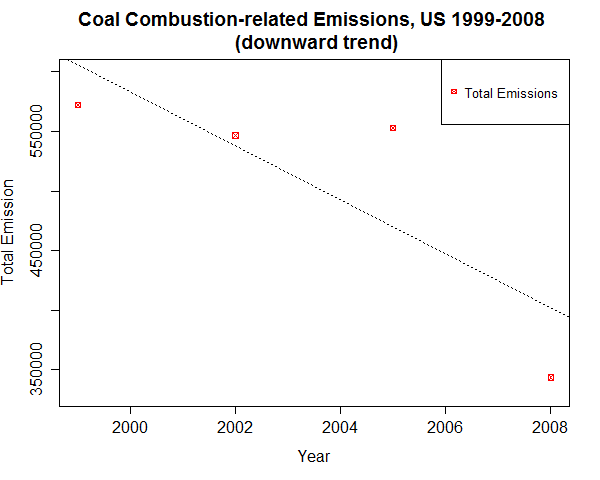 Coal Combustion-related Emissions, US 1999-2008
(downward trend)
Total Emissions
550000
450000
350000
Total Emission
2000 2002 2004 2006 2008
Year